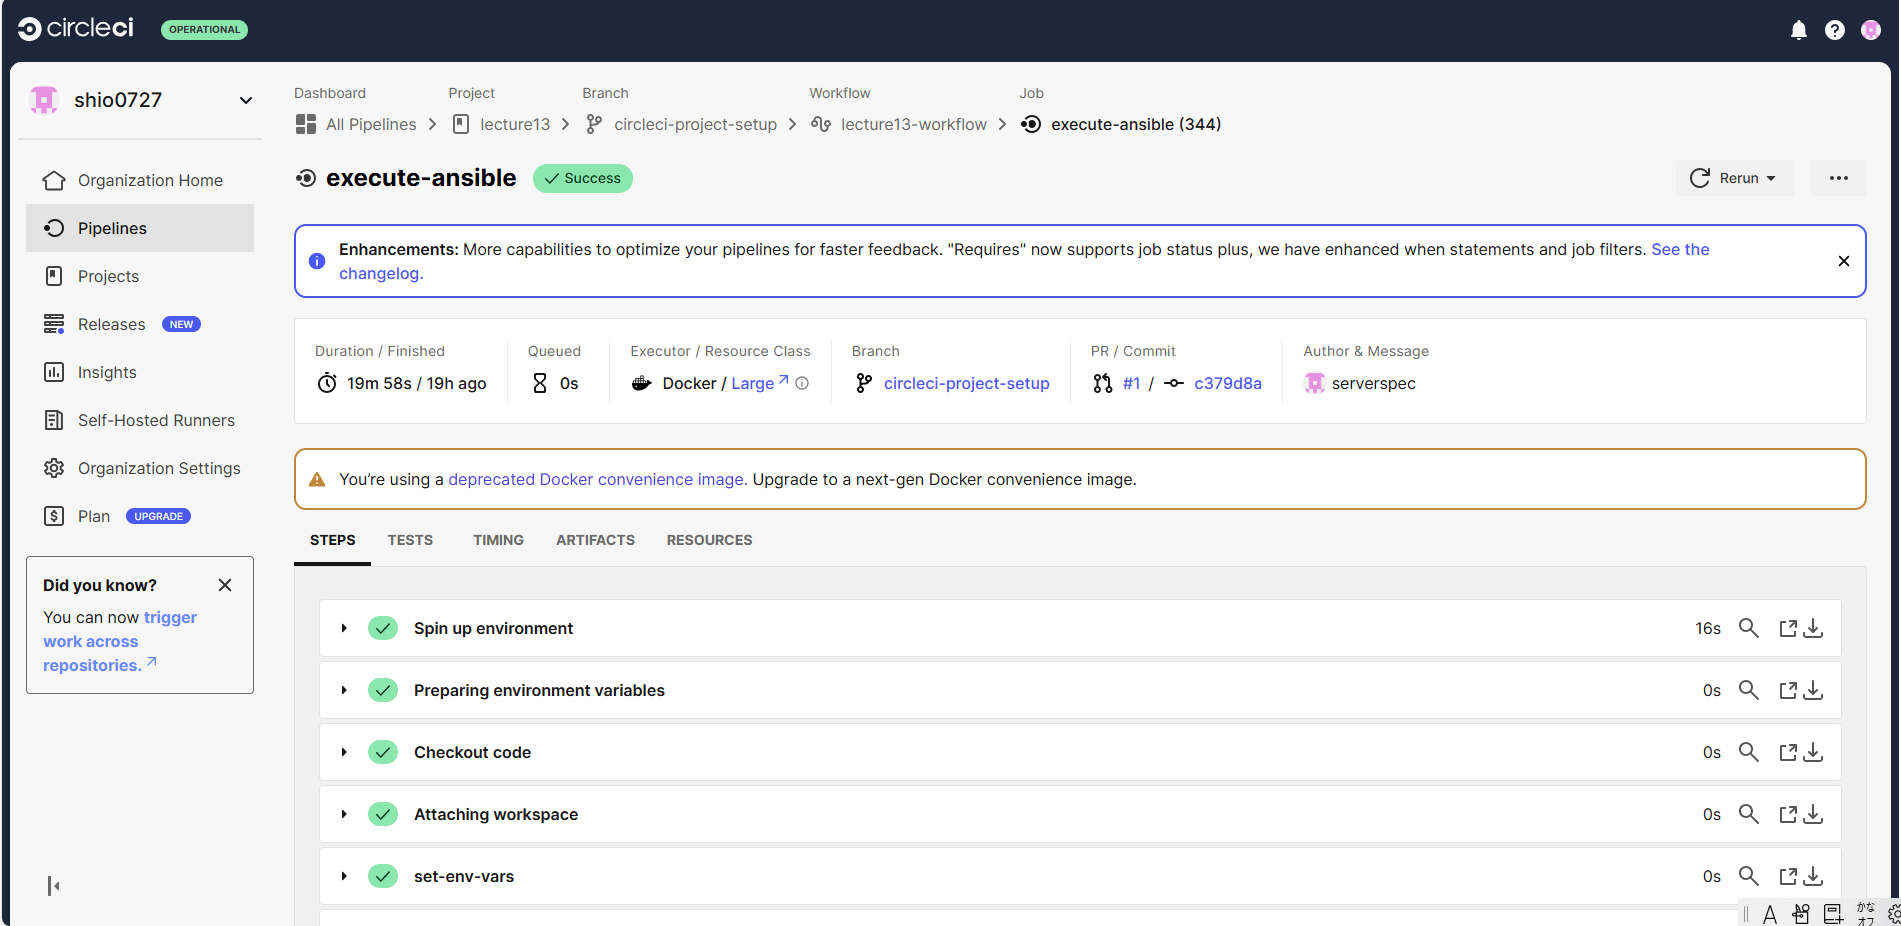 circleci
OPERATIONAL
shio0727
Organization Home
Pipelines
Projects
Releases NEW
Insights
Self-Hosted Runners
Organization Settings
Plan UPGRADE
Did you know?
You can now trigger
work across
repositories.
Dashboard Project Branch Workflow Job
All Pipelines lecture13 circleci-project-setup lecture13-workflow execute-ansible (344)
execute-ansible Success
Rerun
Enhancements: More capabilities to optimize your pipelines for faster feedback. "Requires" now supports job status plus, we have enhanced when statements and job filters. See the
changelog.
Duration / Finished Queued Executor / Resource Class Branch PR / Commit Author & Message
19m 58s / 19h ago 0s Docker / Large circleci-project-setup #1 / c379d8a serverspec
You're using a deprecated Docker convenience image. Upgrade to a next-gen Docker convenience image.
STEPS TESTS TIMING ARTIFACTS RESOURCES
Spin up environment 16s
Preparing environment variables 0s
Checkout code 0s
Attaching workspace 0s
set-env-vars 0s
A かな
オフ